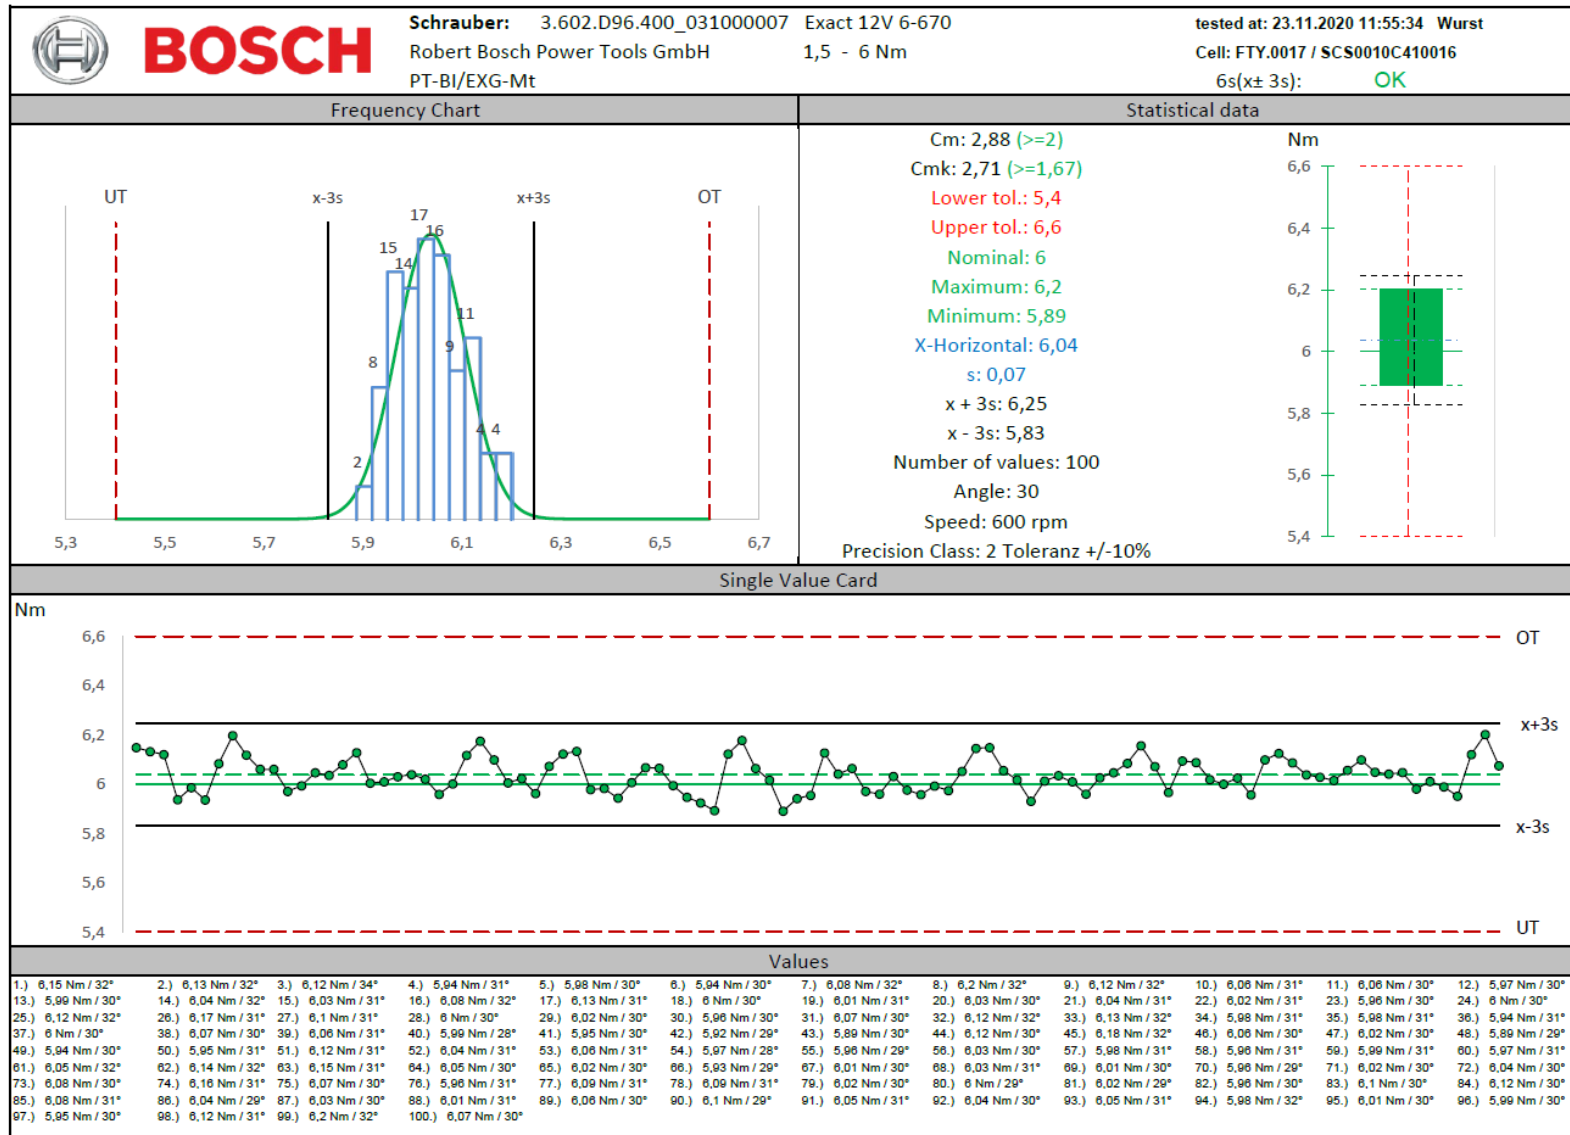 BOSCH
Schrauber: 3.602.D96.400_031000007 Exact 12V 6-670
Robert Bosch Power Tools GmbH 1,5 - 6 Nm
PT-BI/EXG-Mt
tested at: 23.11.2020 11:55:34 Wurst
Cell: FTY.0017 / SCS0010C410016
6s(x± 3s): OK
Frequency Chart
UT x-3s x+3s OT
17
16
15
14
11
8
9
4 4
2
5,3 5,5 5,7 5,9 6,1 6,3 6,5 6,7
Statistical data
Cm: 2,88 (>=2)
Cmk: 2,71 (>=1,67)
Lower tol.: 5,4
Upper tol.: 6,6
Nominal: 6
Maximum: 6,2
Minimum: 5,89
X-Horizontal: 6,04
s: 0,07
x + 3s: 6,25
x - 3s: 5,83
Number of values: 100
Angle: 30
Speed: 600 rpm
Precision Class: 2 Toleranz +/-10%
Nm
6,6
6,4
6,2
6
5,8
5,6
5,4
Single Value Card
Nm
6,6 OT
6,4
6,2 x+3s
6
5,8 x-3s
5,6
5,4 UT
Values
1.) 6,15 Nm / 32° 2.) 6,13 Nm / 32° 3.) 6,12 Nm / 34° 4.) 5,94 Nm / 31° 5.) 5,98 Nm / 30° 6.) 5,94 Nm / 30° 7.) 6,08 Nm / 32° 8.) 6,2 Nm / 32° 9.) 6,12 Nm / 32° 10.) 6,06 Nm / 31° 11.) 6,06 Nm / 30° 12.) 5,97 Nm / 30°
13.) 5,99 Nm / 30° 14.) 6,04 Nm / 32° 15.) 6,03 Nm / 31° 16.) 6,08 Nm / 32° 17.) 6,13 Nm / 31° 18.) 6 Nm / 30° 19.) 6,01 Nm / 31° 20.) 6,03 Nm / 30° 21.) 6,04 Nm / 31° 22.) 6,02 Nm / 31° 23.) 5,96 Nm / 30° 24.) 6 Nm / 30°
25.) 6,12 Nm / 32° 26.) 6,17 Nm / 31° 27.) 6,1 Nm / 31° 28.) 6 Nm / 30° 29.) 6,02 Nm / 30° 30.) 5,96 Nm / 30° 31.) 6,07 Nm / 30° 32.) 6,12 Nm / 32° 33.) 6,13 Nm / 32° 34.) 5,98 Nm / 31° 35.) 5,98 Nm / 31° 36.) 5,94 Nm / 31°
37.) 6 Nm / 30° 38.) 6,07 Nm / 30° 39.) 6,06 Nm / 31° 40.) 5,99 Nm / 28° 41.) 5,95 Nm / 30° 42.) 5,92 Nm / 29° 43.) 5,89 Nm / 30° 44.) 6,12 Nm / 30° 45.) 6,18 Nm / 32° 46.) 6,06 Nm / 30° 47.) 6,02 Nm / 30° 48.) 5,89 Nm / 29°
49.) 5,94 Nm / 30° 50.) 5,95 Nm / 31° 51.) 6,12 Nm / 31° 52.) 6,04 Nm / 31° 53.) 6,06 Nm / 31° 54.) 5,97 Nm / 28° 55.) 5,96 Nm / 29° 56.) 6,03 Nm / 30° 57.) 5,98 Nm / 31° 58.) 5,96 Nm / 31° 59.) 5,99 Nm / 31° 60.) 5,97 Nm / 31°
61.) 6,05 Nm / 32° 62.) 6,14 Nm / 32° 63.) 6,15 Nm / 31° 64.) 6,05 Nm / 30° 65.) 6,02 Nm / 30° 66.) 5,93 Nm / 29° 67.) 6,01 Nm / 30° 68.) 6,03 Nm / 31° 69.) 6,01 Nm / 30° 70.) 5,96 Nm / 29° 71.) 6,02 Nm / 30° 72.) 6,04 Nm / 30°
73.) 6,08 Nm / 30° 74.) 6,16 Nm / 31° 75.) 6,07 Nm / 30° 76.) 5,96 Nm / 31° 77.) 6,09 Nm / 31° 78.) 6,09 Nm / 31° 79.) 6,02 Nm / 30° 80.) 6 Nm / 29° 81.) 6,02 Nm / 29° 82.) 5,96 Nm / 30° 83.) 6,1 Nm / 30° 84.) 6,12 Nm / 30°
85.) 6,08 Nm / 31° 86.) 6,04 Nm / 29° 87.) 6,03 Nm / 30° 88.) 6,01 Nm / 31° 89.) 6,06 Nm / 30° 90.) 6,1 Nm / 29° 91.) 6,05 Nm / 31° 92.) 6,04 Nm / 30° 93.) 6,05 Nm / 31° 94.) 5,98 Nm / 32° 95.) 6,01 Nm / 30° 96.) 5,99 Nm / 30°
97.) 5,95 Nm / 30° 98.) 6,12 Nm / 31° 99.) 6,2 Nm / 32° 100.) 6,07 Nm / 30°